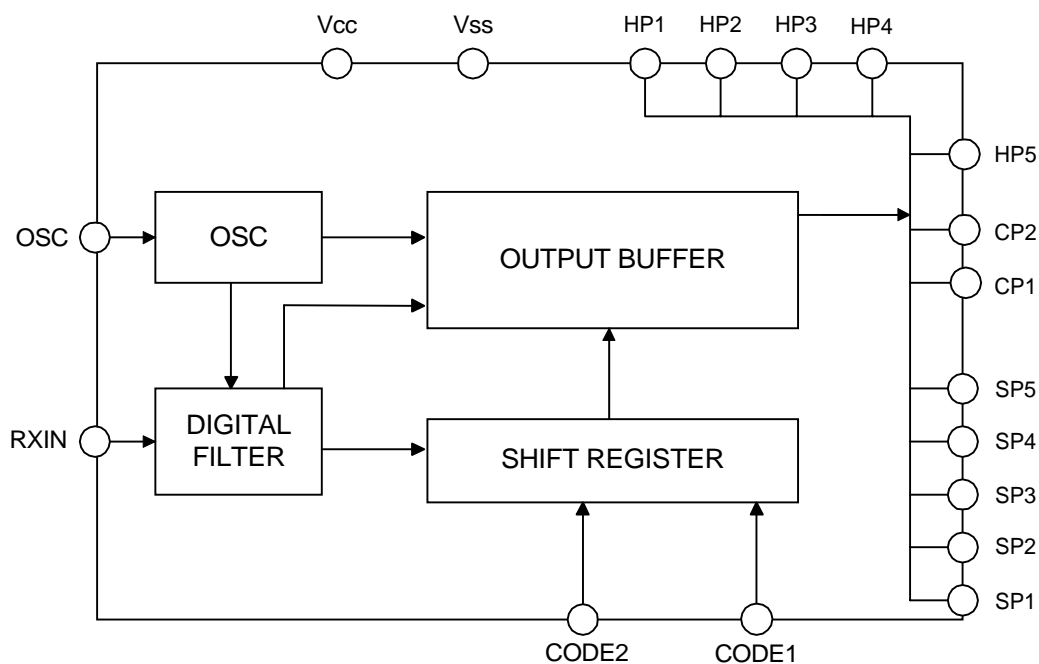 Vcc
Vss
HP1
HP2
HP3
HP4
HP5
OSC
OSC
OUTPUT BUFFER
CP2
CP1
SP5
RXIN
DIGITAL
FILTER
SHIFT REGISTER
SP4
SP3
SP2
SP1
CODE2
CODE1